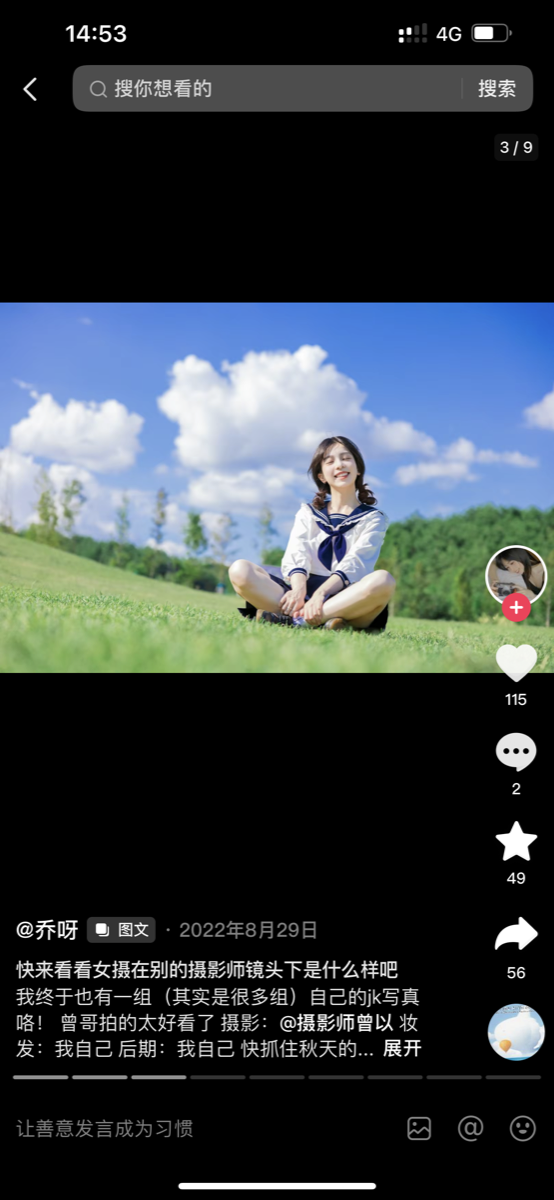 14:53
4G
搜你想看的
搜索
3 / 9
115
2
49
56
@乔呀 图文 · 2022年8月29日
快来看看女摄在别的摄影师镜头下是什么样吧
我终于也有一组（其实是很多组）自己的jk写真
咯！ 曾哥拍的太好看了 摄影：@摄影师曾以 妆
发：我自己 后期：我自己 快抓住秋天的... 展开
让善意发言成为习惯
@